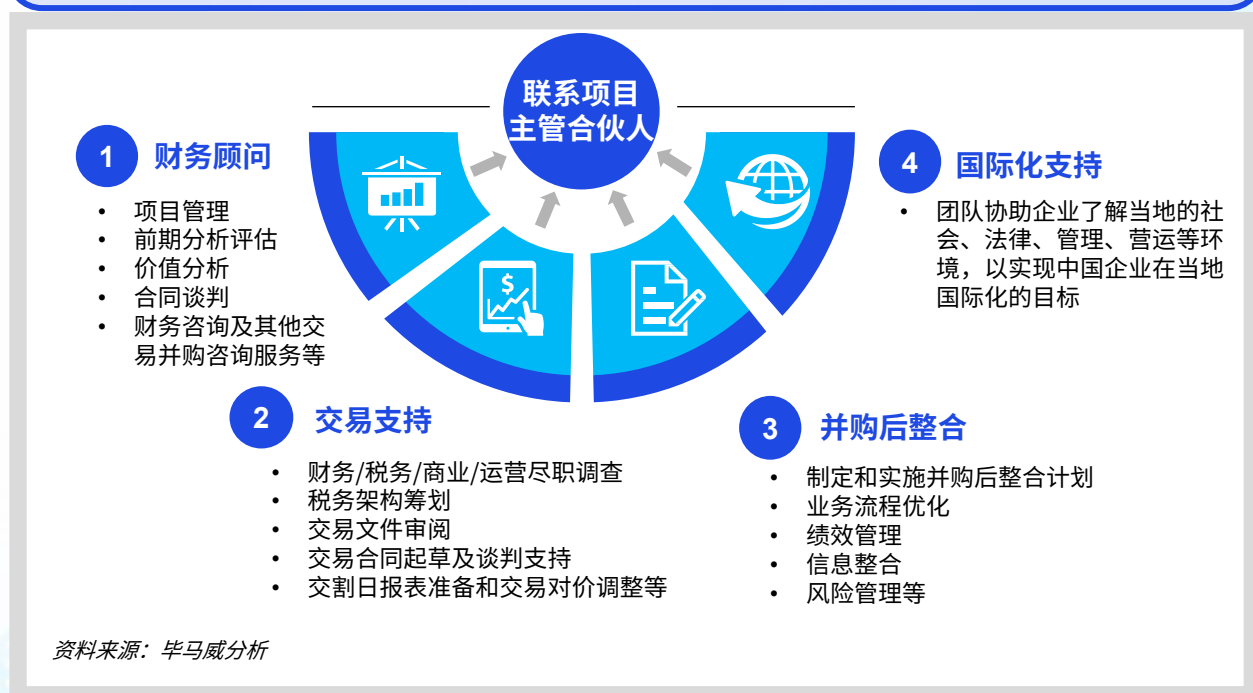 联系项目
主管合伙人
1 财务顾问
• 项目管理
• 前期分析评估
• 价值分析
• 合同谈判
• 财务咨询及其他交
易并购咨询服务等
2 交易支持
• 财务/税务/商业/运营尽职调查
• 税务架构筹划
• 交易文件审阅
• 交易合同起草及谈判支持
• 交割日报表准备和交易对价调整等
3 并购后整合
• 制定和实施并购后整合计划
• 业务流程优化
• 绩效管理
• 信息整合
• 风险管理等
4 国际化支持
• 团队协助企业了解当地的社
会、法律、管理、营运等环
境，以实现中国企业在当地
国际化的目标
$
资料来源：毕马威分析